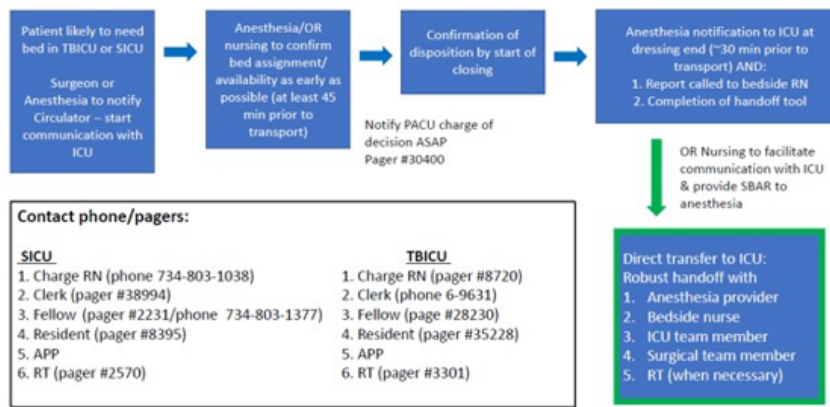 Patient likely to need
bed in TBICU or SICU
Surgeon or
Anesthesia to notify
Circulator – start
communication with
ICU
Anesthesia/OR
nursing to confirm
bed assignment/
availability as early as
possible (at least 45
min prior to
transport)
Confirmation of
disposition by start of
closing
Notify PACU charge of
decision ASAP
Pager #30400
Anesthesia notification to ICU at
dressing end (~30 min prior to
transport) AND:
1. Report called to bedside RN
2. Completion of handoff tool
OR Nursing to facilitate
communication with ICU
& provide SBAR to
anesthesia
Direct transfer to ICU:
Robust handoff with
1. Anesthesia provider
2. Bedside nurse
3. ICU team member
4. Surgical team member
5. RT (when necessary)
Contact phone/pagers:
SICU
1. Charge RN (phone 734-803-1038)
2. Clerk (pager #38994)
3. Fellow (pager #2231/phone 734-803-1377)
4. Resident (pager #8395)
5. APP
6. RT (pager #2570)
TBICU
1. Charge RN (pager #8720)
2. Clerk (phone 6-9631)
3. Fellow (page #28230)
4. Resident (pager #35228)
5. APP
6. RT (pager #3301)